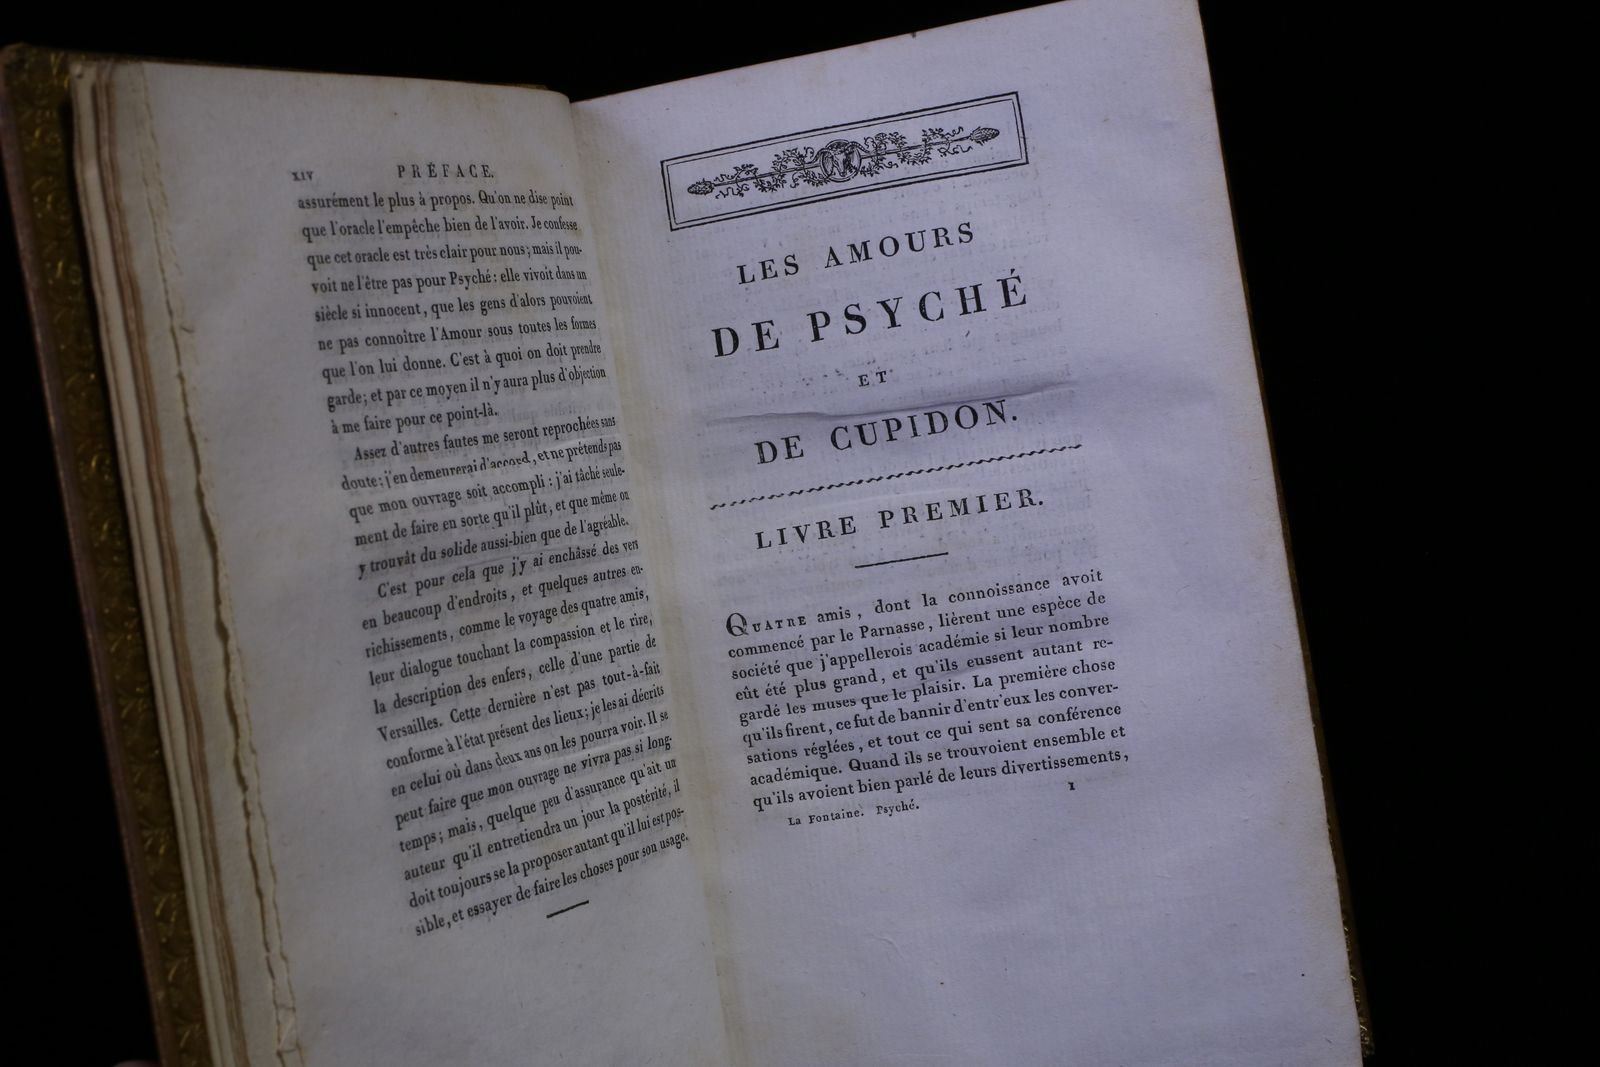 xiv PRÉFACE.
assurément le plus à propos. Qu'on ne dise point
que l'oracle l'empêche bien de l'avoir. Je confesse
que cet oracle est très clair pour nous; mais il pou-
voit ne l'être pas pour Psyché: elle vivoit dans un
siècle si innocent, que les gens d'alors pouvoient
ne pas connoître l'Amour sous toutes les formes
que l'on lui donne. C'est à quoi on doit prendre
garde; et par ce moyen il n'y aura plus d'objection
à me faire pour ce point-là.
Assez d'autres fautes me seront reprochées sans
doute; j'en demeurerai d'accord, et ne prétends pas
que mon ouvrage soit accompli: j'ai tâché seule-
ment de faire en sorte qu'il plût, et que même on
y trouvât du solide aussi-bien que de l'agréable.
C'est pour cela que j'y ai enchâssé des vers
en beaucoup d'endroits, et quelques autres en-
richissements, comme le voyage des quatre amis,
leur dialogue touchant la compassion et le rire,
la description des enfers, celle d'une partie de
Versailles. Cette dernière n'est pas tout-à-fait
conforme à l'état présent des lieux; je les ai décrits
en celui où dans deux ans on les pourra voir. Il se
peut faire que mon ouvrage ne vivra pas si long-
temps; mais, quelque peu d'assurance qu'ait un
auteur qu'il entretiendra un jour la postérité, il
doit toujours se la proposer autant qu'il lui est pos-
sible, et essayer de faire les choses pour son usage.
LES AMOURS
DE PSYCHÉ
ET
DE CUPIDON.
LIVRE PREMIER.
QUATRE amis, dont la connoissance avoit
commencé par le Parnasse, lièrent une espèce de
société que j'appellerois académie si leur nombre
eût été plus grand, et qu'ils eussent autant re-
gardé les muses que le plaisir. La première chose
qu'ils firent, ce fut de bannir d'entr'eux les conver-
sations réglées, et tout ce qui sent sa conférence
académique. Quand ils se trouvoient ensemble et
qu'ils avoient bien parlé de leurs divertissements,
La Fontaine. Psyché. 1